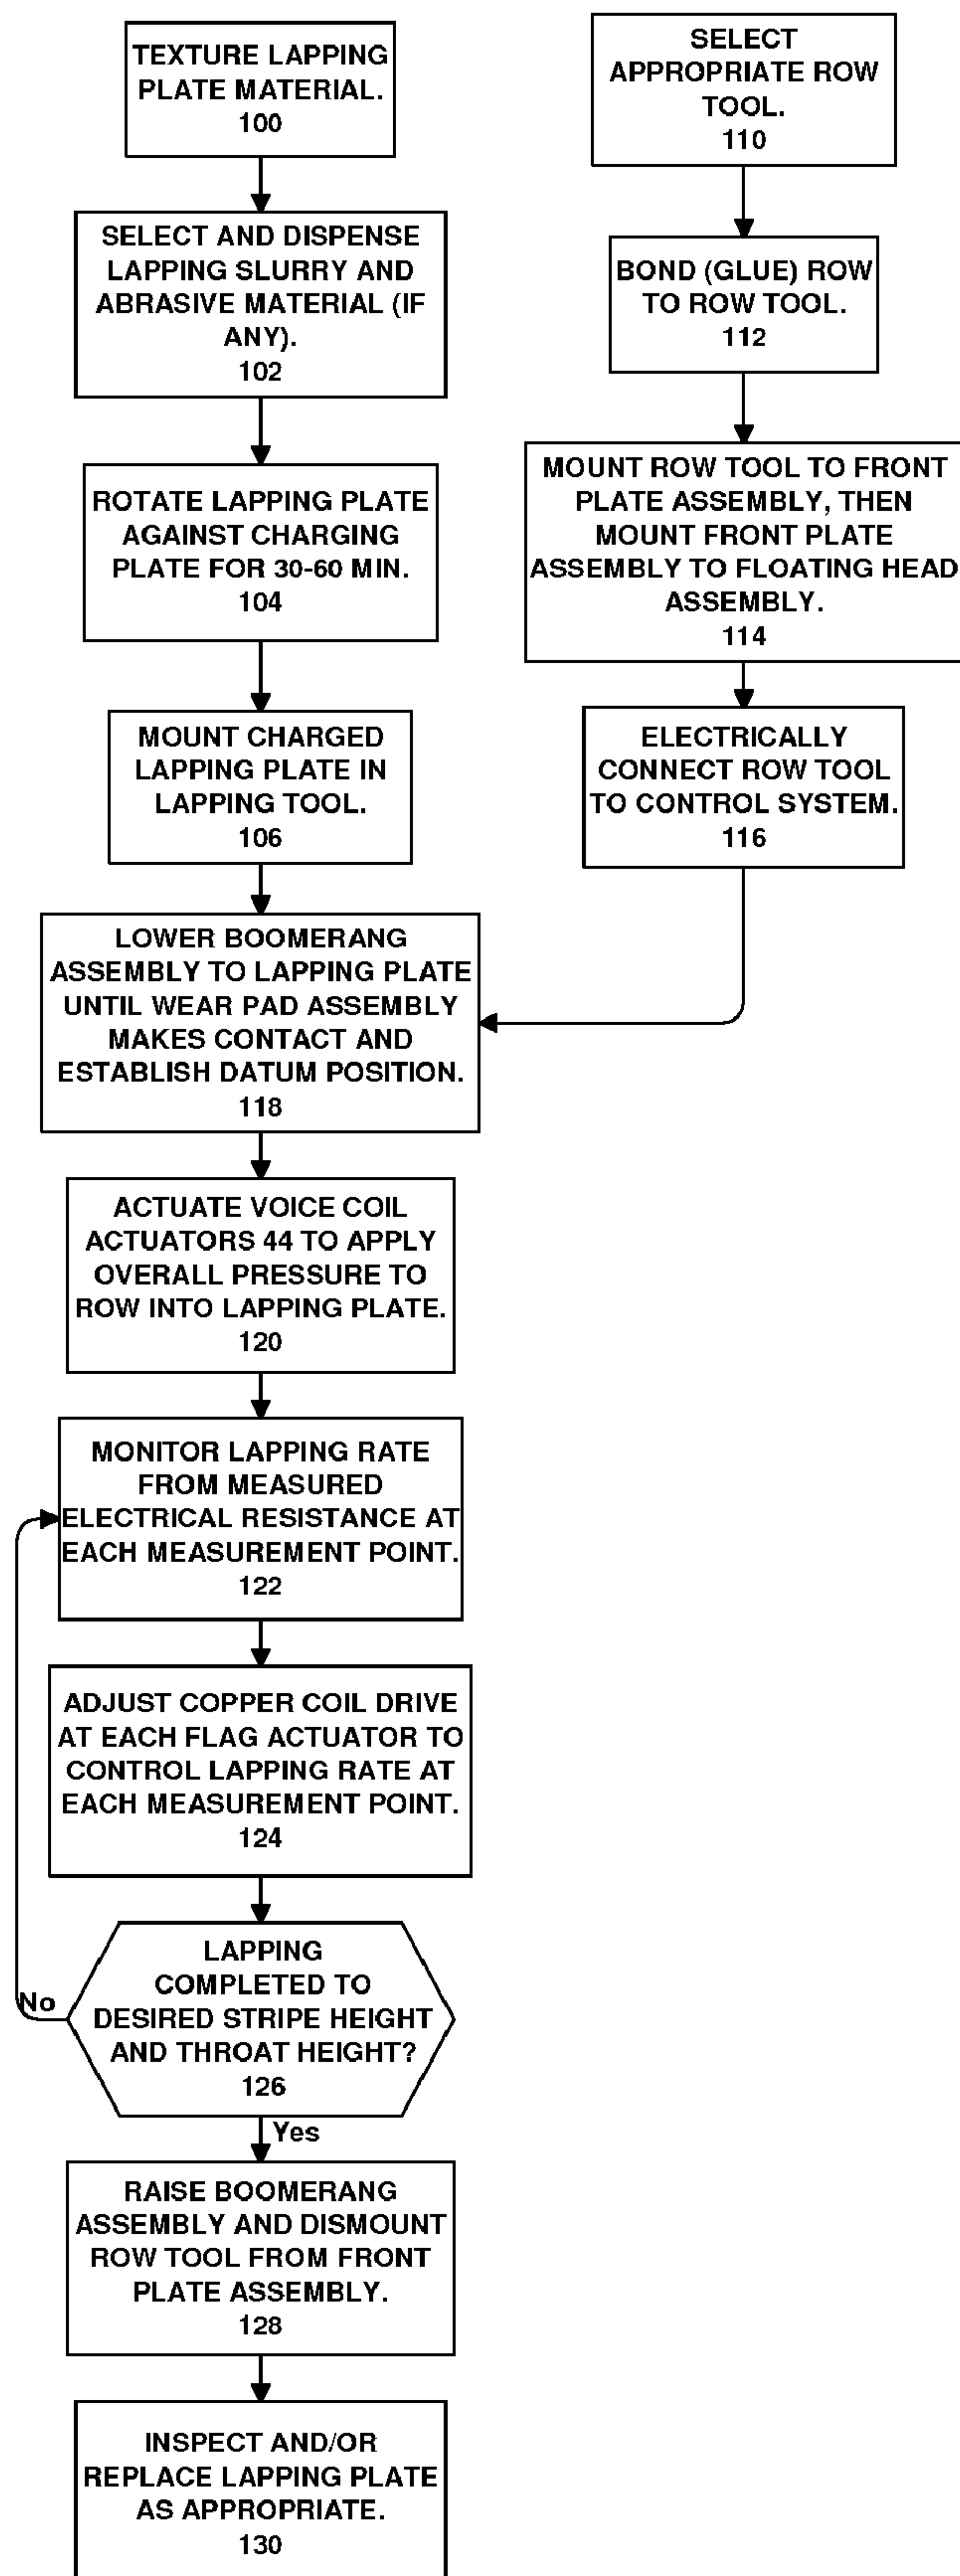 TEXTURE LAPPING
PLATE MATERIAL.
100
SELECT AND DISPENSE
LAPPING SLURRY AND
ABRASIVE MATERIAL (IF
ANY).
102
ROTATE LAPPING PLATE
AGAINST CHARGING
PLATE FOR 30-60 MIN.
104
MOUNT CHARGED
LAPPING PLATE IN
LAPPING TOOL.
106
SELECT
APPROPRIATE ROW
TOOL.
110
BOND (GLUE) ROW
TO ROW TOOL.
112
MOUNT ROW TOOL TO FRONT
PLATE ASSEMBLY, THEN
MOUNT FRONT PLATE
ASSEMBLY TO FLOATING HEAD
ASSEMBLY.
114
ELECTRICALLY
CONNECT ROW TOOL
TO CONTROL SYSTEM.
116
LOWER BOOMERANG
ASSEMBLY TO LAPPING PLATE
UNTIL WEAR PAD ASSEMBLY
MAKES CONTACT AND
ESTABLISH DATUM POSITION.
118
ACTUATE VOICE COIL
ACTUATORS 44 TO APPLY
OVERALL PRESSURE TO
ROW INTO LAPPING PLATE.
120
MONITOR LAPPING RATE
FROM MEASURED
ELECTRICAL RESISTANCE AT
EACH MEASUREMENT POINT.
122
ADJUST COPPER COIL DRIVE
AT EACH FLAG ACTUATOR TO
CONTROL LAPPING RATE AT
EACH MEASUREMENT POINT.
124
LAPPING
COMPLETED TO
DESIRED STRIPE HEIGHT
AND THROAT HEIGHT?
126
No
Yes
RAISE BOOMERANG
ASSEMBLY AND DISMOUNT
ROW TOOL FROM FRONT
PLATE ASSEMBLY.
128
INSPECT AND/OR
REPLACE LAPPING PLATE
AS APPROPRIATE.
130